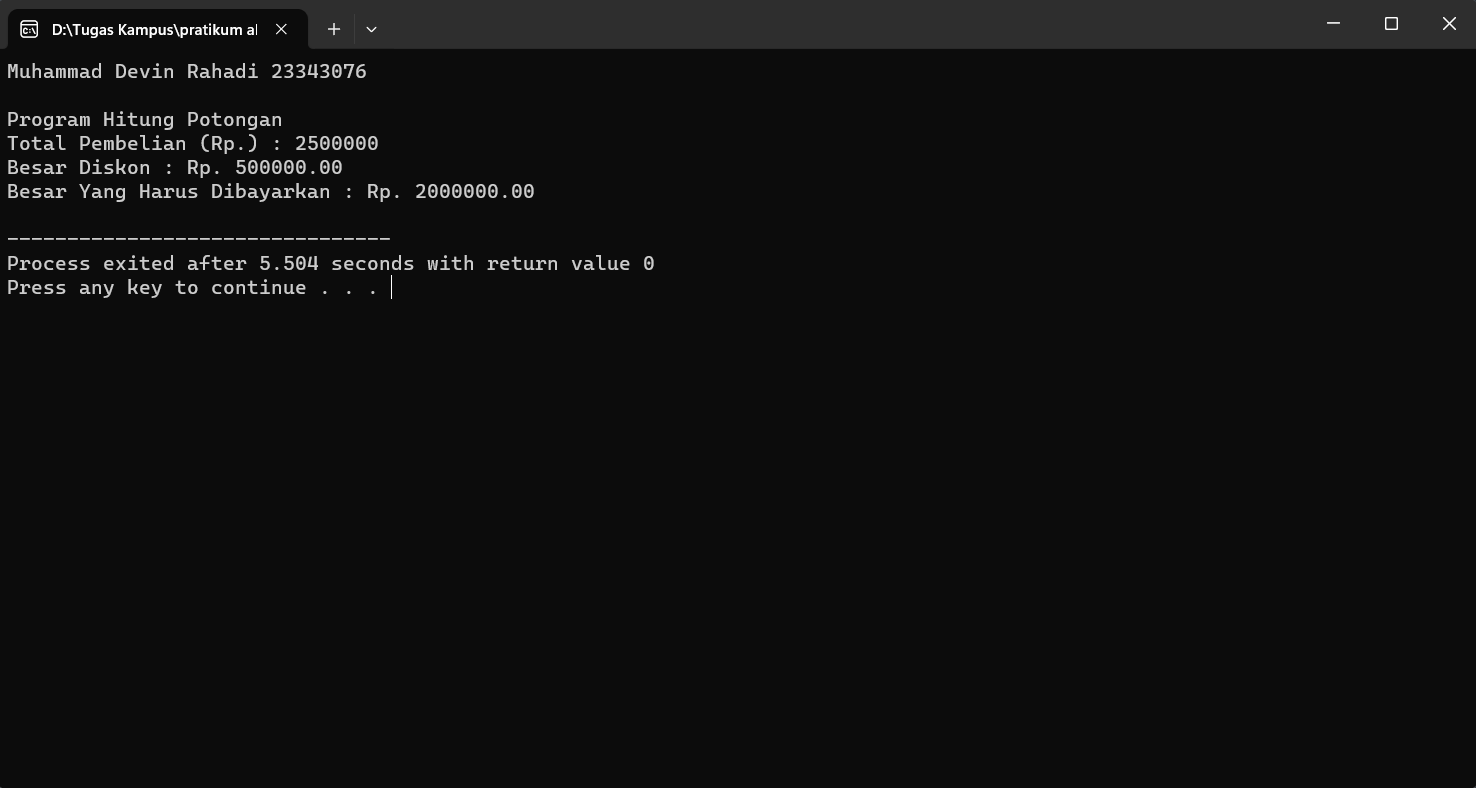 D:\Tugas Kampus\pratikum al
Muhammad Devin Rahadi 23343076
Program Hitung Potongan
Total Pembelian (Rp.) : 2500000
Besar Diskon : Rp. 500000.00
Besar Yang Harus Dibayarkan : Rp. 2000000.00
--------------------------------
Process exited after 5.504 seconds with return value 0
Press any key to continue . . .